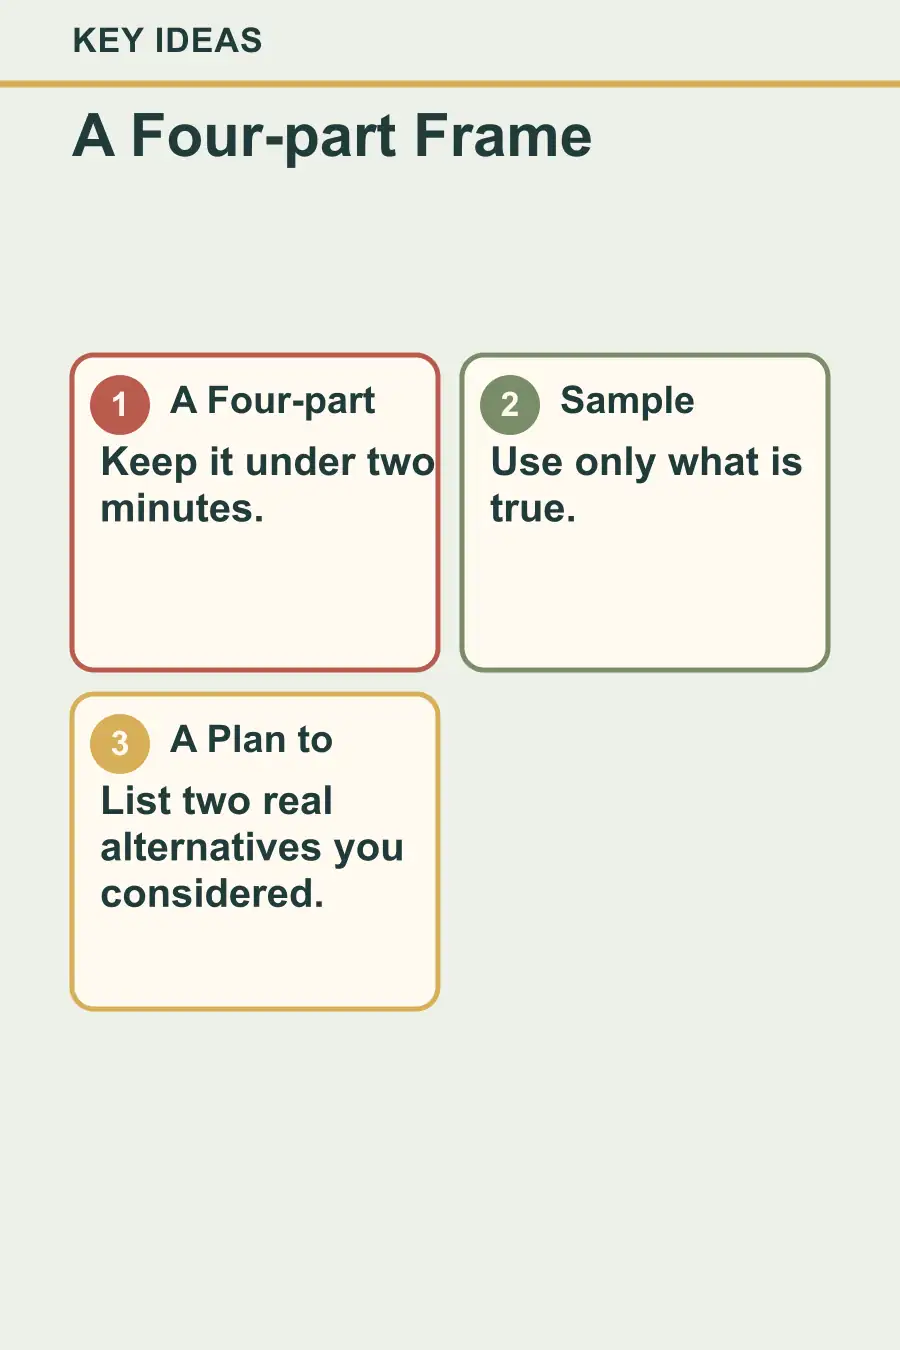 KEY IDEAS
A Four-part Frame
1 A Four-part
Keep it under two
minutes.
2 Sample
Use only what is
true.
3 A Plan to
List two real
alternatives you
considered.